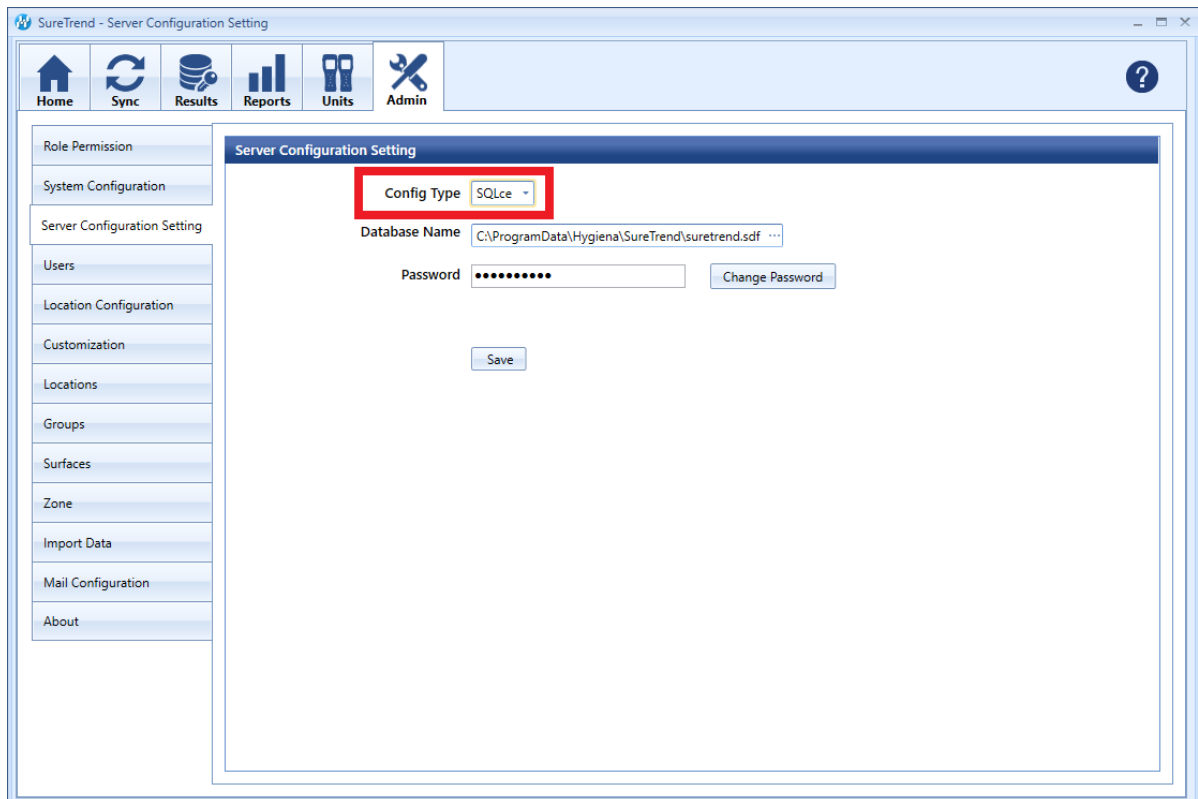 SureTrend - Server Configuration Setting
Home Sync Results Reports Units Admin
?
Role Permission
System Configuration
Server Configuration Setting
Users
Location Configuration
Customization
Locations
Groups
Surfaces
Zone
Import Data
Mail Configuration
About
Server Configuration Setting
Config Type SQLce
Database Name C:\ProgramData\Hygiena\SureTrend\suretrend.sdf ...
Password •••••••••• Change Password
Save